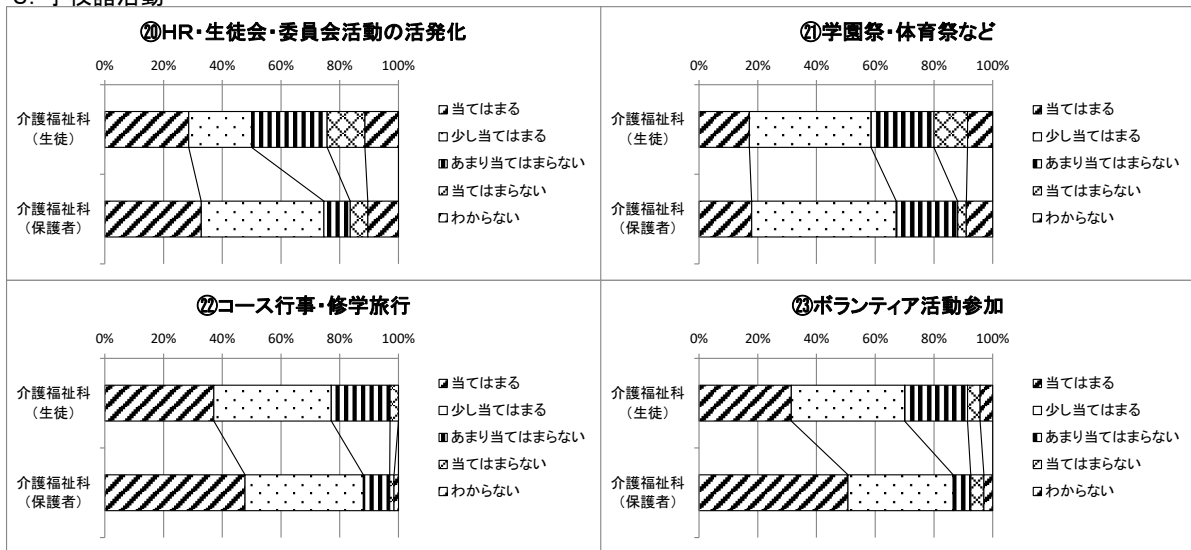 ⑳HR・生徒会・委員会活動の活発化
0% 20% 40% 60% 80% 100%
介護福祉科
（生徒）
介護福祉科
（保護者）
当てはまる
少し当てはまる
あまり当てはまらない
当てはまらない
わからない
㉑学園祭・体育祭など
0% 20% 40% 60% 80% 100%
介護福祉科
（生徒）
介護福祉科
（保護者）
当てはまる
少し当てはまる
あまり当てはまらない
当てはまらない
わからない
㉒コース行事・修学旅行
0% 20% 40% 60% 80% 100%
介護福祉科
（生徒）
介護福祉科
（保護者）
当てはまる
少し当てはまる
あまり当てはまらない
当てはまらない
わからない
㉓ボランティア活動参加
0% 20% 40% 60% 80% 100%
介護福祉科
（生徒）
介護福祉科
（保護者）
当てはまる
少し当てはまる
あまり当てはまらない
当てはまらない
わからない